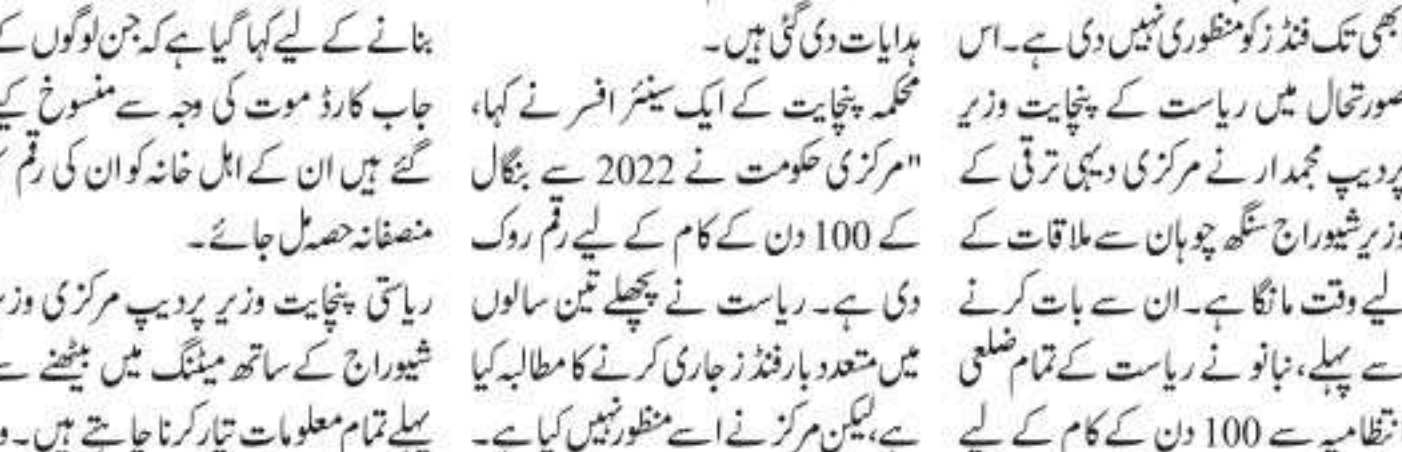 ابھی تک فنڈز کو منظوری نہیں دی ہے۔ اس
صورتحال میں ریاست کے پنچایت وزیر
پردیپ مجمدار نے مرکزی دیہی ترقی کے
وزیر شیوراج سنگھ چوہان سے ملاقات کے
لیے وقت مانگا ہے۔ ان سے بات کرنے
سے پہلے، نبانو نے ریاست کے تمام ضلعی
انتظامیہ سے 100 دن کے کام کے لیے
ہدایات دی گئی ہیں۔
محکمہ پنچایت کے ایک سینئر افسر نے کہا،
"مرکزی حکومت نے 2022 سے بنگال
کے 100 دن کے کام کے لیے رقم روک
دی ہے۔ ریاست نے پچھلے تین سالوں
میں متعدد بار فنڈز جاری کرنے کا مطالبہ کیا
ہے، لیکن مرکز نے اسے منظور نہیں کیا ہے۔
بنانے کے لیے کہا گیا ہے کہ جن لوگوں کے
جاب کارڈ موت کی وجہ سے منسوخ کیے
گئے ہیں ان کے اہل خانہ کو ان کی رقم
منصفانہ حصہ مل جائے۔
ریاستی پنچایت وزیر پردیپ مرکزی وزیر
شیوراج کے ساتھ میٹنگ میں بیٹھنے سے
پہلے تمام معلومات تیار کرنا چاہتے ہیں۔